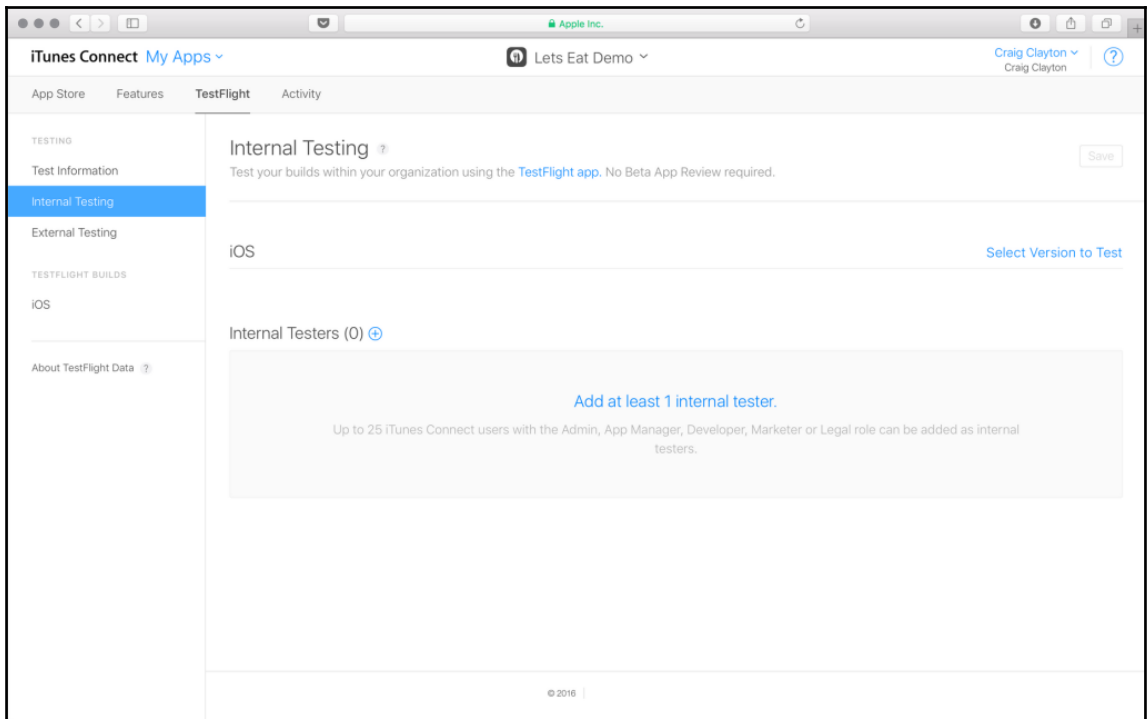 Apple Inc.
iTunes Connect My Apps
Lets Eat Demo
Craig Clayton
Craig Clayton
?
App Store Features TestFlight Activity
TESTING
Test Information
Internal Testing
External Testing
TESTFLIGHT BUILDS
iOS
About TestFlight Data ?
Internal Testing ?
Save
Test your builds within your organization using the TestFlight app. No Beta App Review required.
iOS
Select Version to Test
Internal Testers (0)
Add at least 1 internal tester.
Up to 25 iTunes Connect users with the Admin, App Manager, Developer, Marketer or Legal role can be added as internal
testers.
© 2016